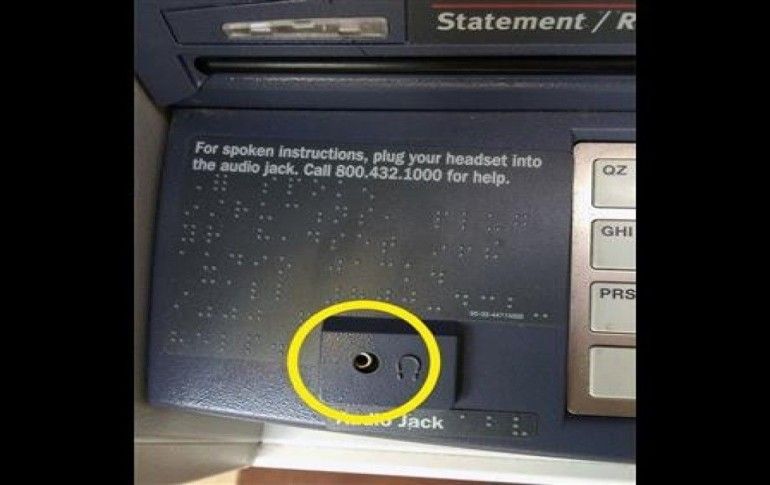 Statement / R
For spoken instructions, plug your headset into
the audio jack. Call 800.432.1000 for help.
QZ
GHI
PRS
Audio Jack